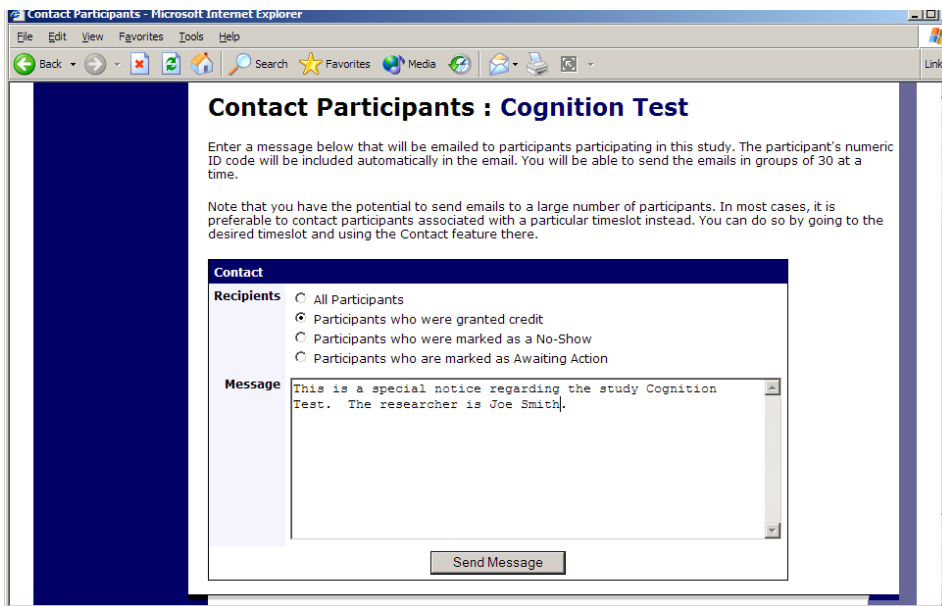 Contact Participants - Microsoft Internet Explorer
File Edit View Favorites Tools Help
Back Search Favorites Media Link
Contact Participants : Cognition Test
Enter a message below that will be emailed to participants participating in this study. The participant's numeric
ID code will be included automatically in the email. You will be able to send the emails in groups of 30 at a
time.
Note that you have the potential to send emails to a large number of participants. In most cases, it is
preferable to contact participants associated with a particular timeslot instead. You can do so by going to the
desired timeslot and using the Contact feature there.
Contact
Recipients All Participants
Participants who were granted credit
Participants who were marked as a No-Show
Participants who are marked as Awaiting Action
Message This is a special notice regarding the study Cognition
Test. The researcher is Joe Smith.
Send Message